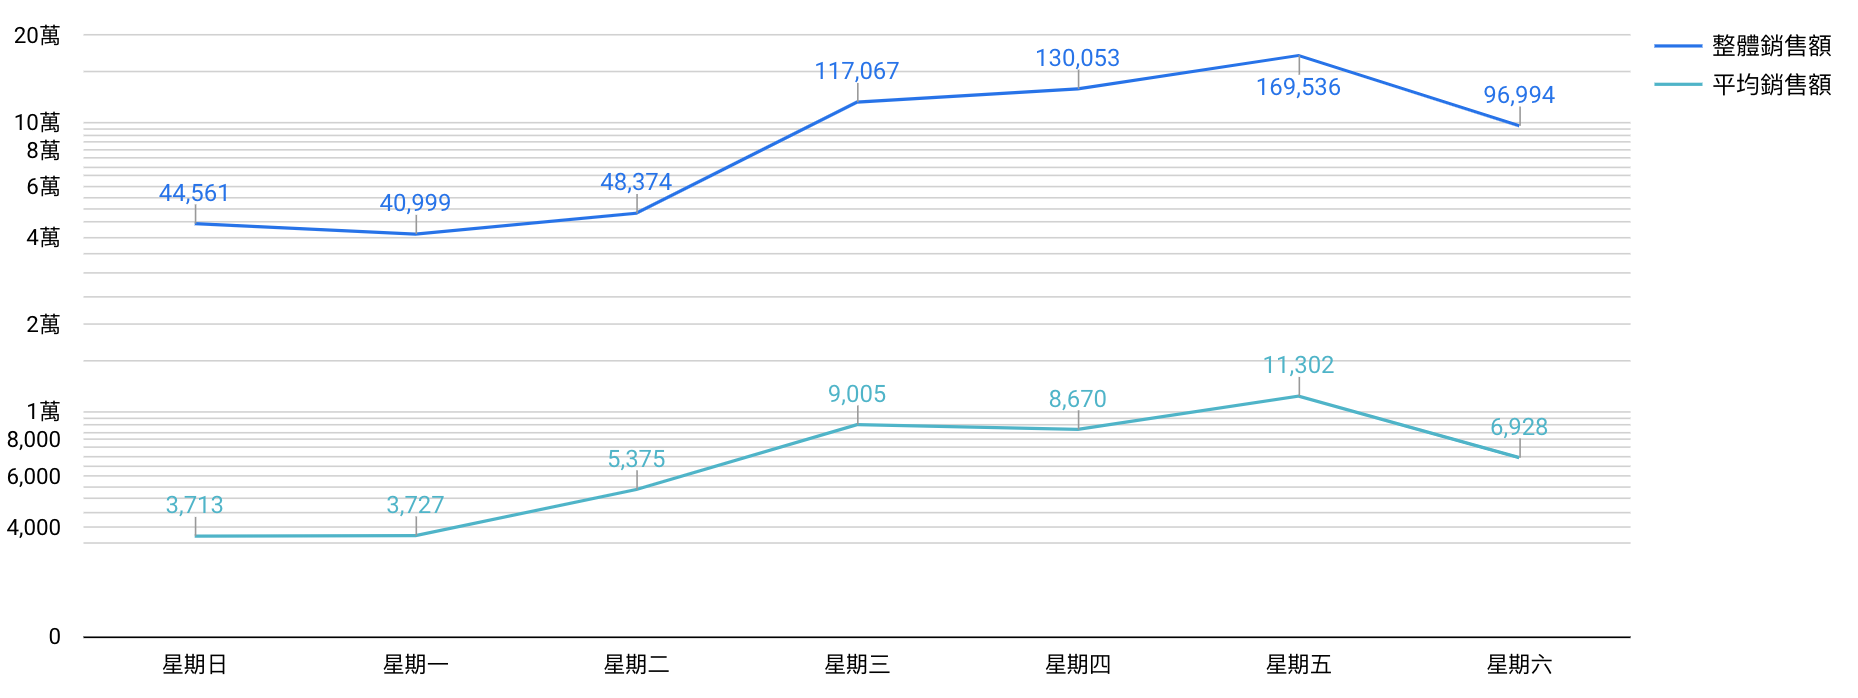 20萬
10萬
8萬
6萬
4萬
2萬
1萬
8,000
6,000
4,000
0
44,561
40,999
48,374
117,067
130,053
169,536
96,994
3,713
3,727
5,375
9,005
8,670
11,302
6,928
星期日
星期一
星期二
星期三
星期四
星期五
星期六
整體銷售額
平均銷售額